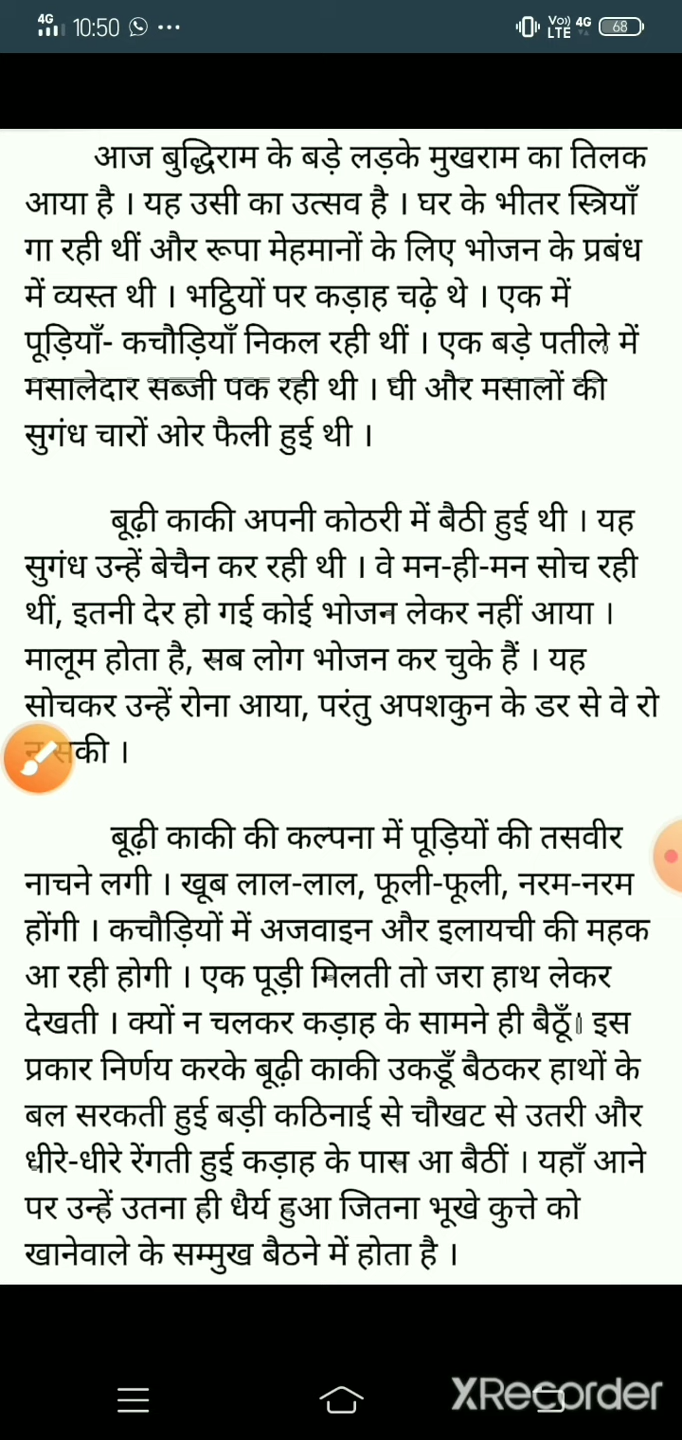 4G 10:50 ... Vo)) LTE 4G 68
आज बुद्धिराम के बड़े लड़के मुखराम का तिलक
आया है । यह उसी का उत्सव है । घर के भीतर स्त्रियाँ
गा रही थीं और रूपा मेहमानों के लिए भोजन के प्रबंध
में व्यस्त थी । भट्ठियों पर कड़ाह चढ़े थे । एक में
पूड़ियाँ- कचौड़ियाँ निकल रही थीं । एक बड़े पतीले में
मसालेदार सब्जी पक रही थी । घी और मसालों की
सुगंध चारों ओर फैली हुई थी ।
बूढ़ी काकी अपनी कोठरी में बैठी हुई थी । यह
सुगंध उन्हें बेचैन कर रही थी । वे मन-ही-मन सोच रही
थीं, इतनी देर हो गई कोई भोजन लेकर नहीं आया ।
मालूम होता है, सब लोग भोजन कर चुके हैं । यह
सोचकर उन्हें रोना आया, परंतु अपशकुन के डर से वे रो
न सकी ।
बूढ़ी काकी की कल्पना में पूड़ियों की तसवीर
नाचने लगी । खूब लाल-लाल, फूली-फूली, नरम-नरम
होंगी । कचौड़ियों में अजवाइन और इलायची की महक
आ रही होगी । एक पूड़ी मिलती तो जरा हाथ लेकर
देखती । क्यों न चलकर कड़ाह के सामने ही बैठूँ। इस
प्रकार निर्णय करके बूढ़ी काकी उकडूँ बैठकर हाथों के
बल सरकती हुई बड़ी कठिनाई से चौखट से उतरी और
धीरे-धीरे रेंगती हुई कड़ाह के पास आ बैठीं । यहाँ आने
पर उन्हें उतना ही धैर्य हुआ जितना भूखे कुत्ते को
खानेवाले के सम्मुख बैठने में होता है ।
XRecorder